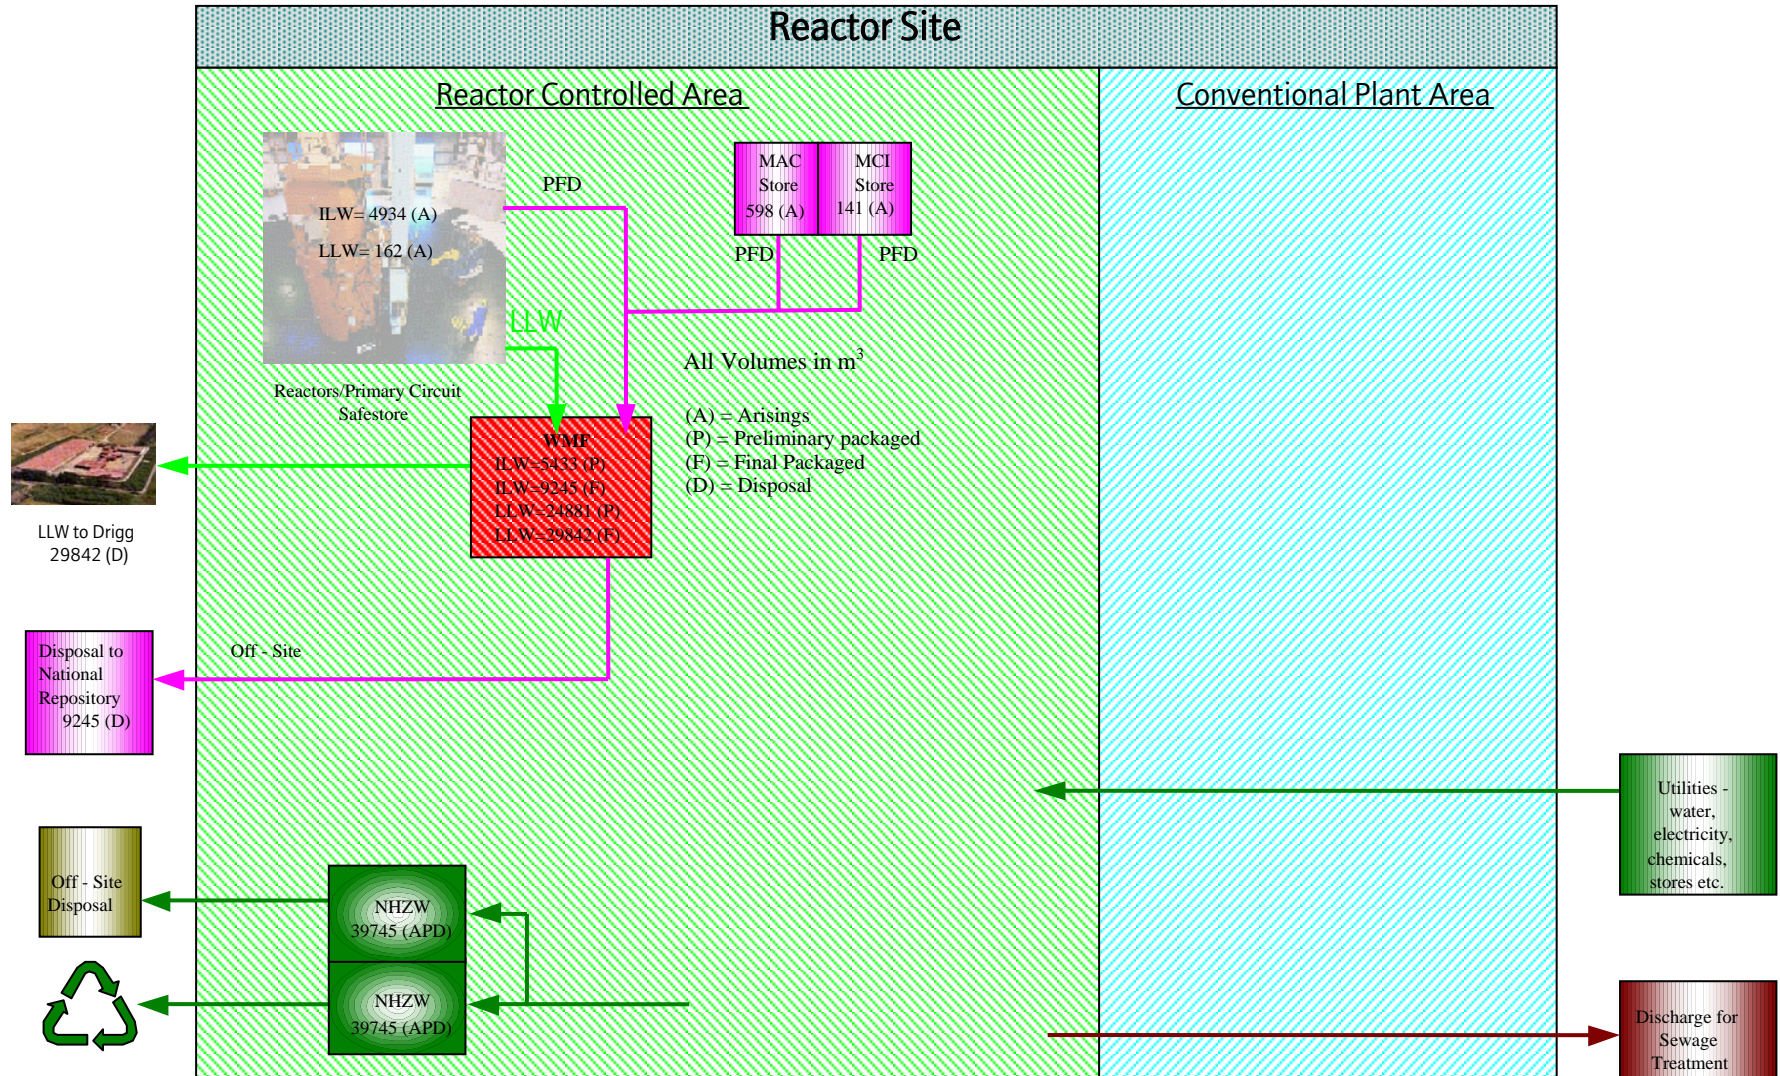 Reactor Site
Reactor Controlled Area
Conventional Plant Area
PFD
ILW= 4934 (A)
LLW= 162 (A)
MAC
Store
598 (A)
MCI
Store
141 (A)
PFD
PFD
LLW
All Volumes in m³
(A) = Arisings
(P) = Preliminary packaged
(F) = Final Packaged
(D) = Disposal
Reactors/Primary Circuit
Safestore
WMF
ILW=5433 (P)
ILW=9245 (F)
LLW=24881 (P)
LLW=29842 (F)
LLW to Drigg
29842 (D)
Disposal to
National
Repository
9245 (D)
Off - Site
Utilities -
water,
electricity,
chemicals,
stores etc.
Off - Site
Disposal
NHZW
39745 (APD)
NHZW
39745 (APD)
Discharge for
Sewage
Treatment